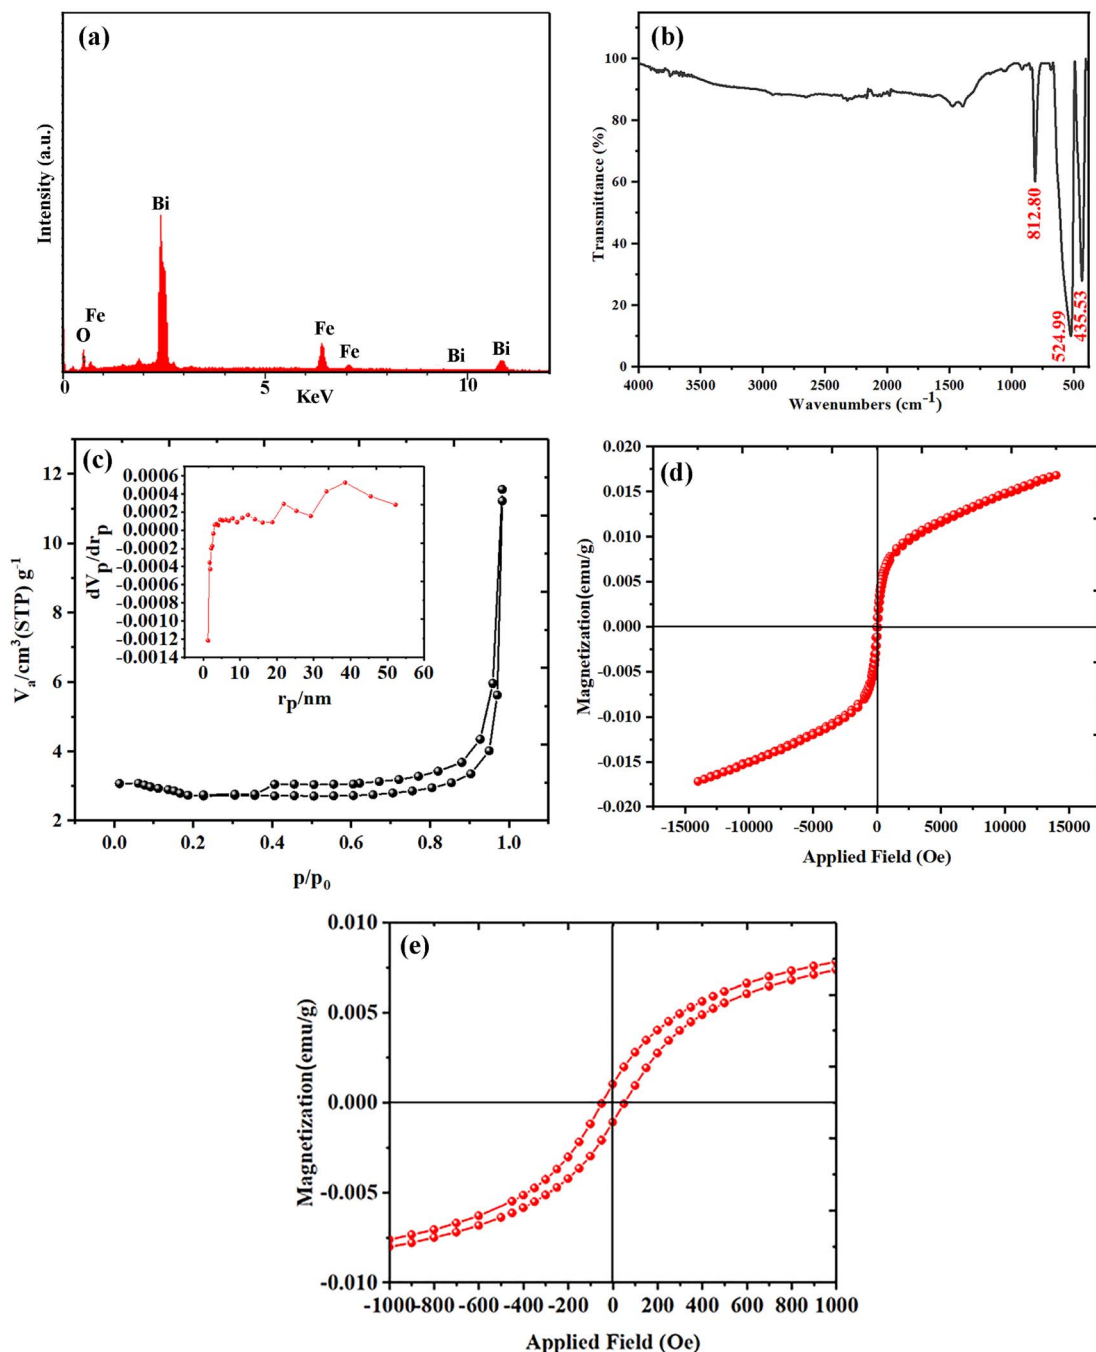 (a)
Intensity (a.u.)
Bi
Fe
O
Fe
Fe
Bi
Bi
0
5
10
KeV
(b)
Transmittance (%)
100
80
60
40
20
0
812.80
524.99
435.53
4000 3500 3000 2500 2000 1500 1000 500
Wavenumbers (cm-1)
(c)
Va/cm3(STP) g-1
12
10
8
6
4
2
0.0 0.2 0.4 0.6 0.8 1.0
p/p0
dVp/drp
0.0006
0.0004
0.0002
0.0000
-0.0002
-0.0004
-0.0006
-0.0008
-0.0010
-0.0012
-0.0014
0 10 20 30 40 50 60
rp/nm
(d)
Magnetization(emu/g)
0.020
0.015
0.010
0.005
0.000
-0.005
-0.010
-0.015
-0.020
-15000 -10000 -5000 0 5000 10000 15000
Applied Field (Oe)
(e)
Magnetization(emu/g)
0.010
0.005
0.000
-0.005
-0.010
-1000 -800 -600 -400 -200 0 200 400 600 800 1000
Applied Field (Oe)